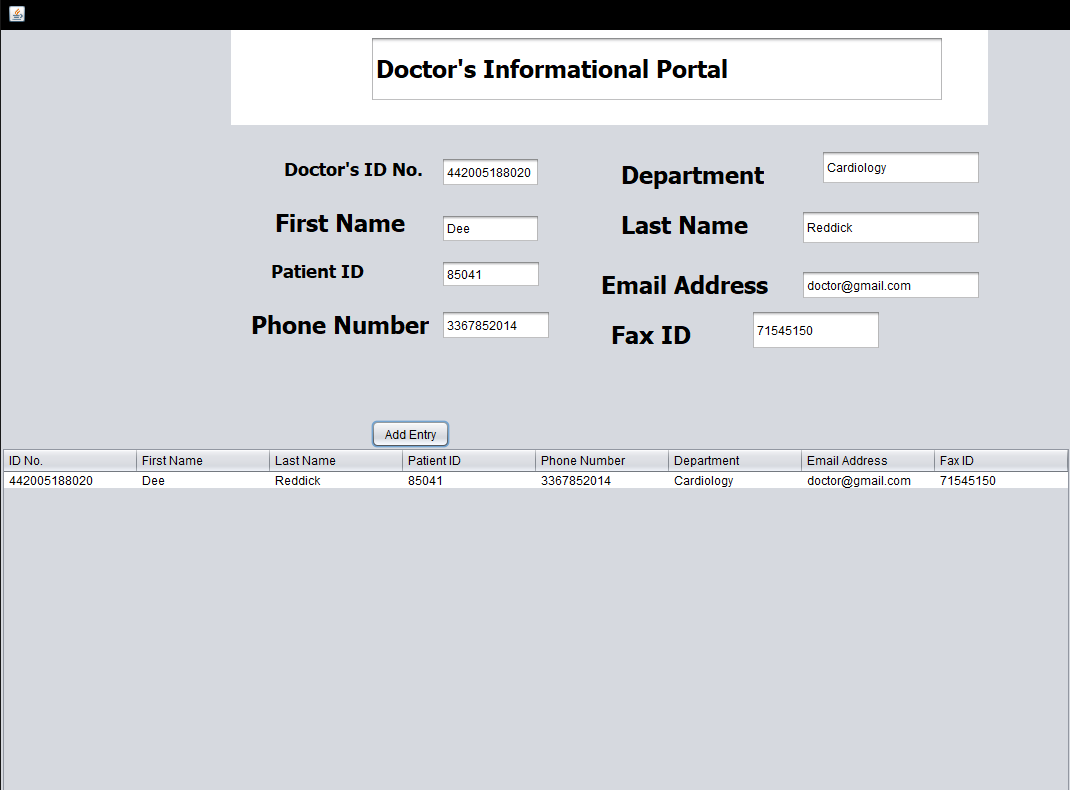 Doctor's Informational Portal
Doctor's ID No. 442005188020 Department Cardiology
First Name Dee Last Name Reddick
Patient ID 85041 Email Address doctor@gmail.com
Phone Number 3367852014 Fax ID 71545150
Add Entry
ID No. First Name Last Name Patient ID Phone Number Department Email Address Fax ID
442005188020 Dee Reddick 85041 3367852014 Cardiology doctor@gmail.com 71545150